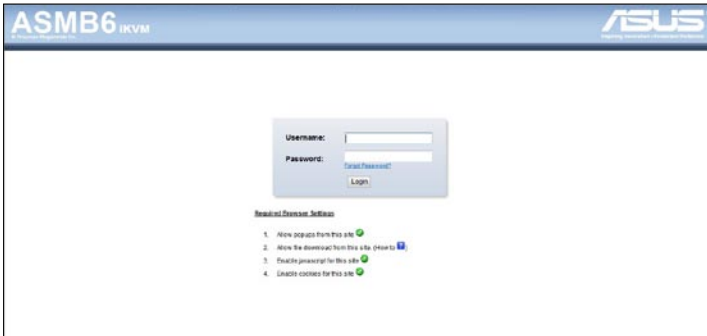 ASMB6 iKVM
ASUS
Username:
Password:
Forgot Password?
Login
Required Browser Settings
1. Allow popups from this site
2. Allow file download from this site. (How to ?)
3. Enable javascript for this site
4. Enable cookies for this site